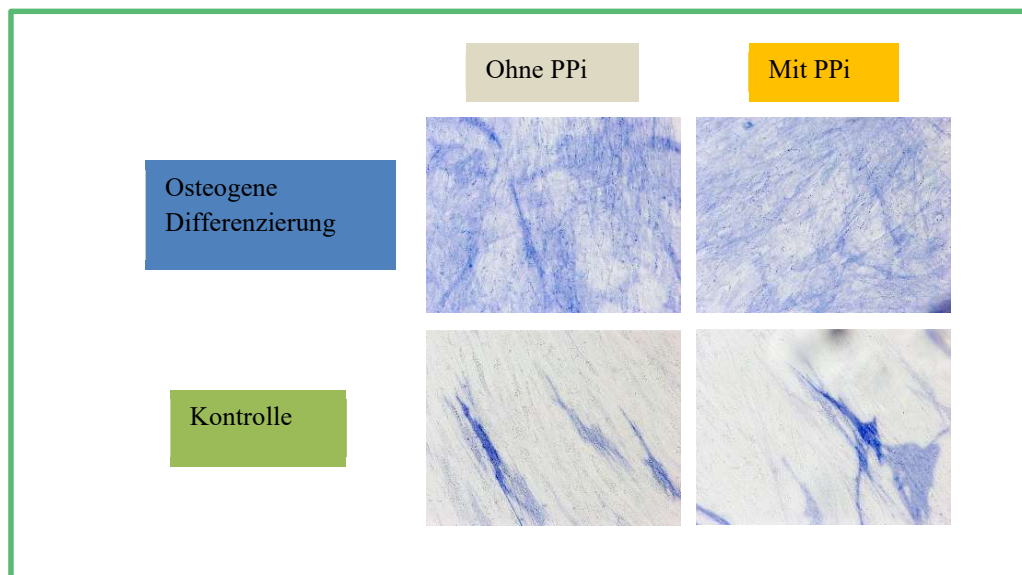 Ohne PPi
Mit PPi
Osteogene
Differenzierung
Kontrolle